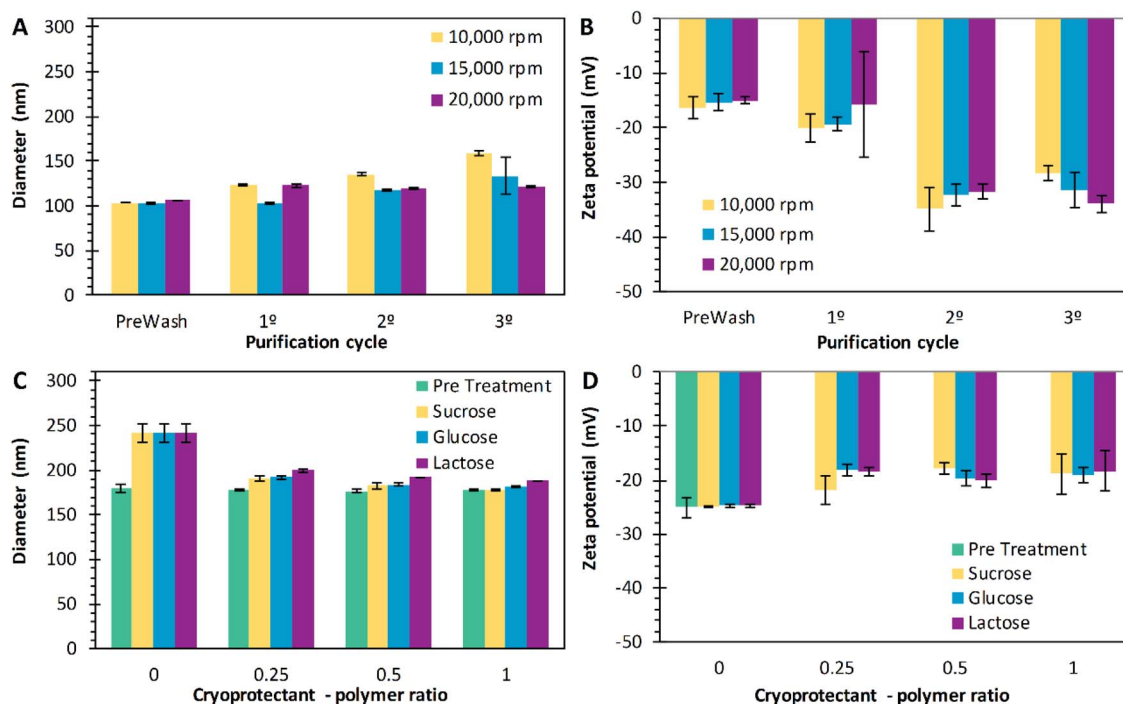 A
Diameter (nm)
300
250
200
150
100
50
0
10,000 rpm
15,000 rpm
20,000 rpm
PreWash 1º 2º 3º
Purification cycle
B
Zeta potential (mV)
0
-10
-20
-30
-40
-50
10,000 rpm
15,000 rpm
20,000 rpm
PreWash 1º 2º 3º
Purification cycle
C
Diameter (nm)
300
250
200
150
100
50
0
Pre Treatment
Sucrose
Glucose
Lactose
0 0.25 0.5 1
Cryoprotectant - polymer ratio
D
Zeta potential (mV)
0
-10
-20
-30
-40
-50
Pre Treatment
Sucrose
Glucose
Lactose
0 0.25 0.5 1
Cryoprotectant - polymer ratio